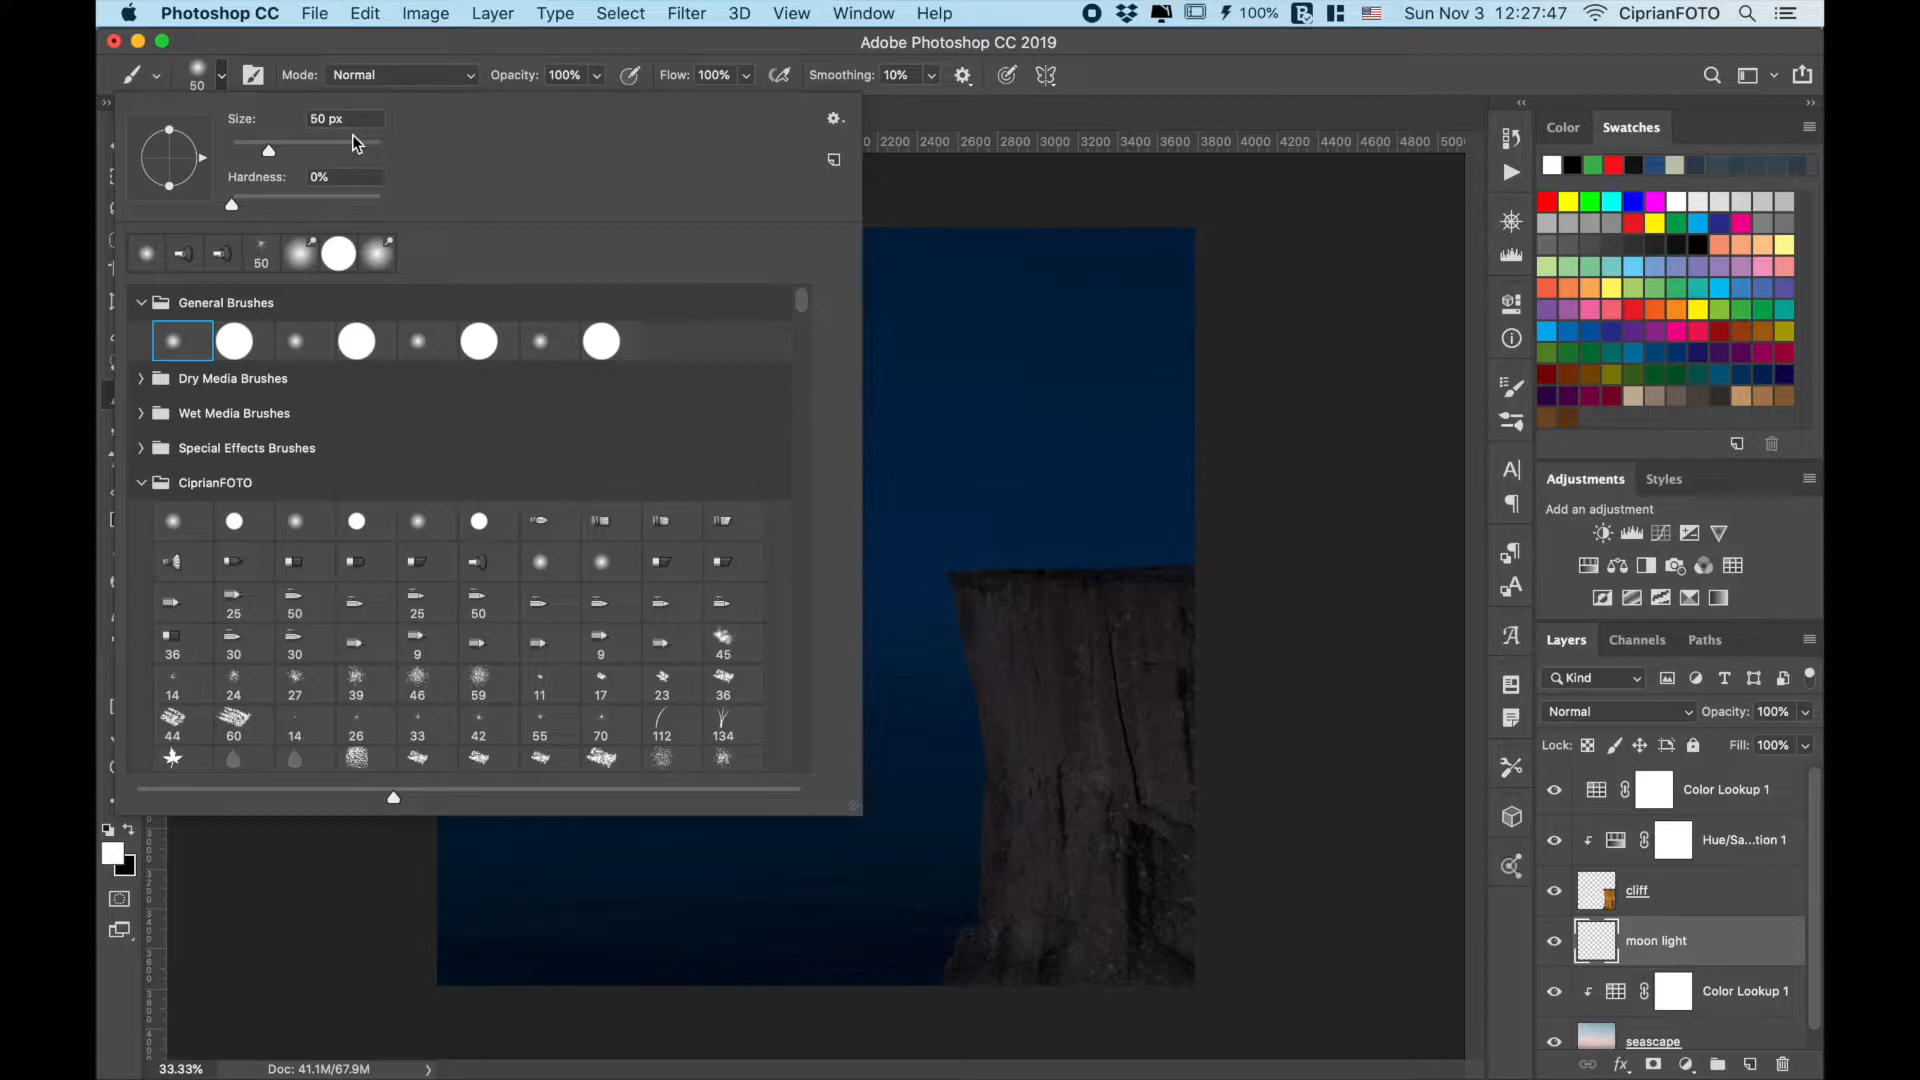 Photoshop CC File Edit Image Layer Type Select Filter 3D View Window Help 100% Sun Nov 3 12:27:47 CiprianFOTO
Adobe Photoshop CC 2019
50 Mode: Normal Opacity: 100% Flow: 100% Smoothing: 10%
Size: 50 px
Hardness: 0%
2200 2400 2600 2800 3000 3200 3400 3600 3800 4000 4200 4400 4600 4800
50
General Brushes
Dry Media Brushes
Wet Media Brushes
Special Effects Brushes
CiprianFOTO
25 50 25 50
36 30 30 9 9 45
14 24 27 39 46 59 11 17 23 36
44 60 14 26 33 42 55 70 112 134
Color Swatches
Adjustments Styles
Add an adjustment
Layers Channels Paths
Kind
Normal Opacity: 100%
Lock: Fill: 100%
Color Lookup 1
Hue/Sa...tion 1
cliff
moon light
Color Lookup 1
seascape
fx
33.33% Doc: 41.1M/67.9M